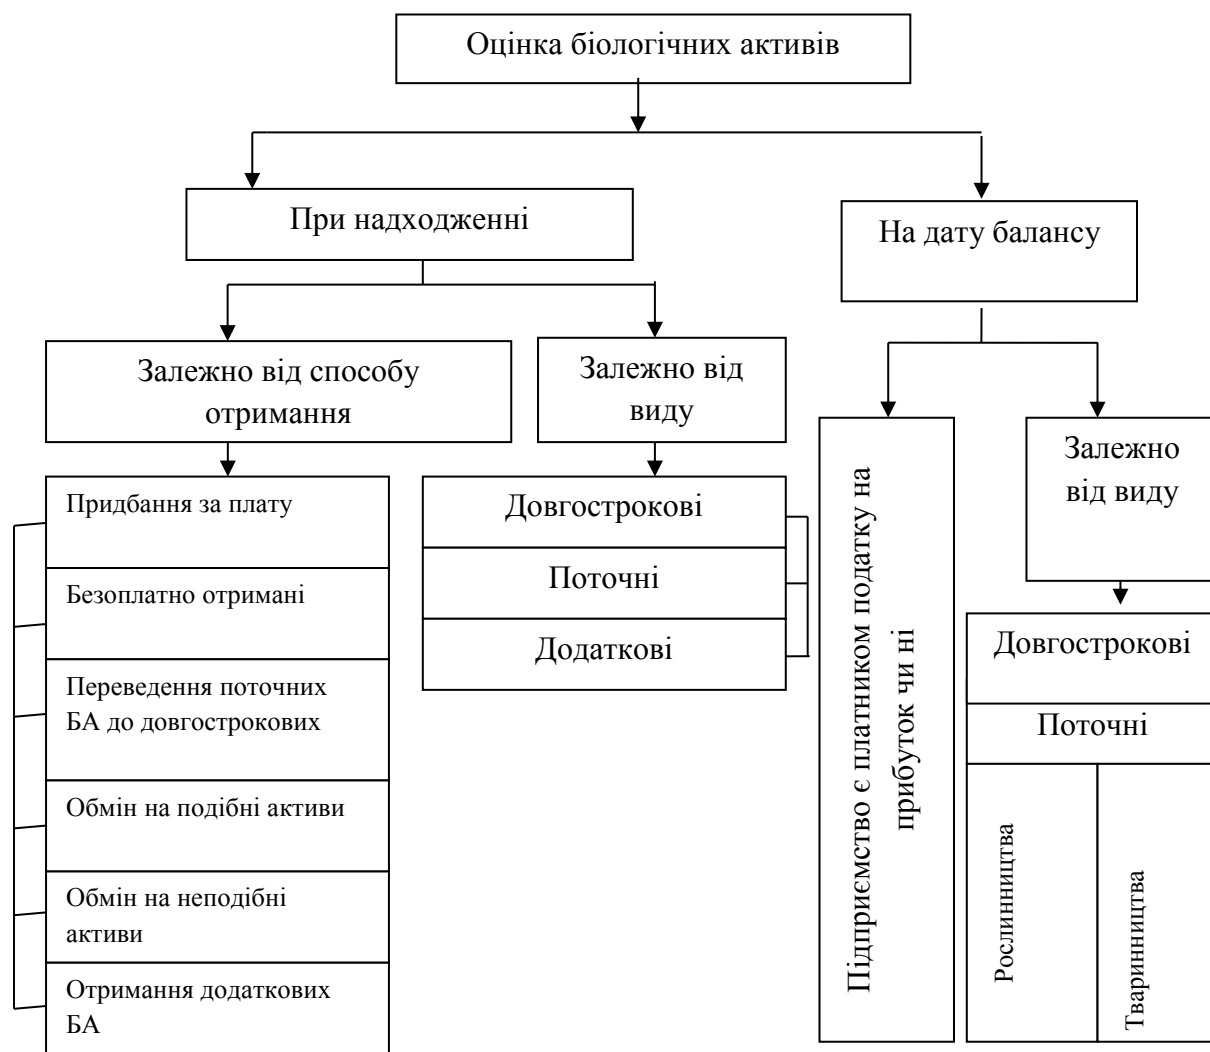 Оцінка біологічних активів
При надходженні
На дату балансу
Залежно від способу
отримання
Залежно від
виду
Придбання за плату
Безоплатно отримані
Переведення поточних
БА до довгострокових
Обмін на подібні активи
Обмін на неподібні
активи
Отримання додаткових
БА
Довгострокові
Поточні
Додаткові
Підприємство є платником податку на
прибуток чи ні
Залежно
від виду
Довгострокові
Поточні
Рослинництва
Тваринництва